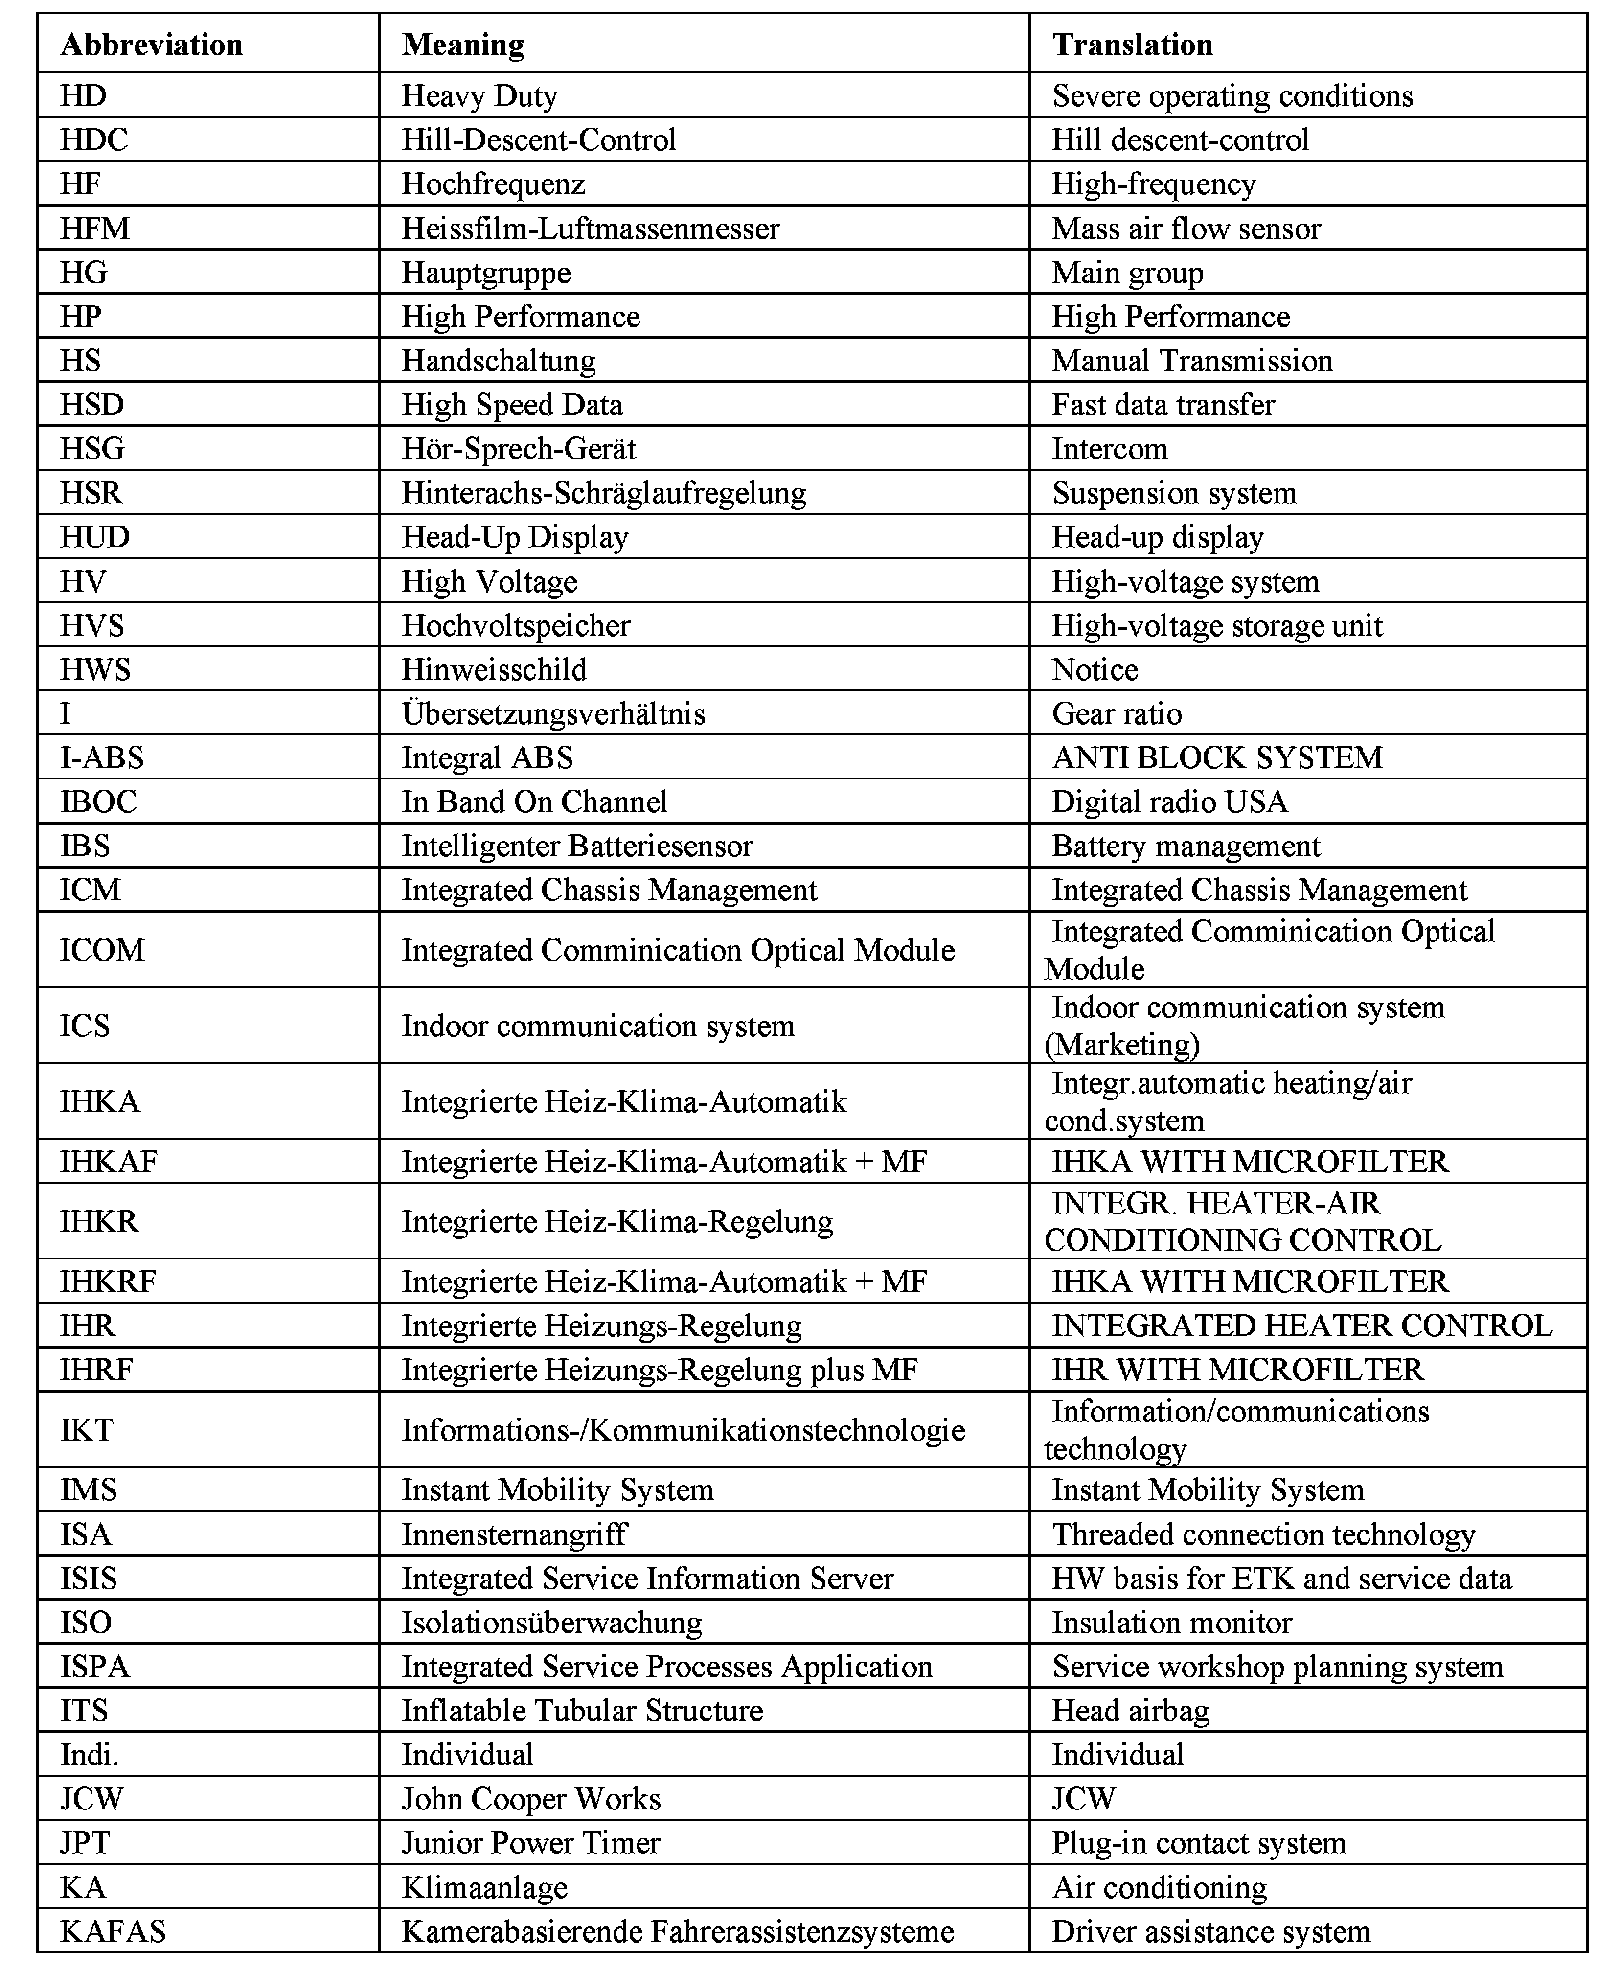 Abbreviation Meaning Translation
HD Heavy Duty Severe operating conditions
HDC Hill-Descent-Control Hill descent-control
HF Hochfrequenz High-frequency
HFM Heissfilm-Luftmassenmesser Mass air flow sensor
HG Hauptgruppe Main group
HP High Performance High Performance
HS Handschaltung Manual Transmission
HSD High Speed Data Fast data transfer
HSG Hör-Sprech-Gerät Intercom
HSR Hinterachs-Schräglaufregelung Suspension system
HUD Head-Up Display Head-up display
HV High Voltage High-voltage system
HVS Hochvoltspeicher High-voltage storage unit
HWS Hinweisschild Notice
I Übersetzungsverhältnis Gear ratio
I-ABS Integral ABS ANTI BLOCK SYSTEM
IBOC In Band On Channel Digital radio USA
IBS Intelligenter Batteriesensor Battery management
ICM Integrated Chassis Management Integrated Chassis Management
ICOM Integrated Comminication Optical Module Integrated Comminication Optical
Module
ICS Indoor communication system Indoor communication system
(Marketing)
IHKA Integrierte Heiz-Klima-Automatik Integr.automatic heating/air
cond.system
IHKAF Integrierte Heiz-Klima-Automatik + MF IHKA WITH MICROFILTER
IHKR Integrierte Heiz-Klima-Regelung INTEGR. HEATER-AIR
CONDITIONING CONTROL
IHKRF Integrierte Heiz-Klima-Automatik + MF IHKA WITH MICROFILTER
IHR Integrierte Heizungs-Regelung INTEGRATED HEATER CONTROL
IHRF Integrierte Heizungs-Regelung plus MF IHR WITH MICROFILTER
IKT Informations-/Kommunikationstechnologie Information/communications
technology
IMS Instant Mobility System Instant Mobility System
ISA Innensternangriff Threaded connection technology
ISIS Integrated Service Information Server HW basis for ETK and service data
ISO Isolationsüberwachung Insulation monitor
ISPA Integrated Service Processes Application Service workshop planning system
ITS Inflatable Tubular Structure Head airbag
Indi. Individual Individual
JCW John Cooper Works JCW
JPT Junior Power Timer Plug-in contact system
KA Klimaanlage Air conditioning
KAFAS Kamerabasierende Fahrerassistenzsysteme Driver assistance system